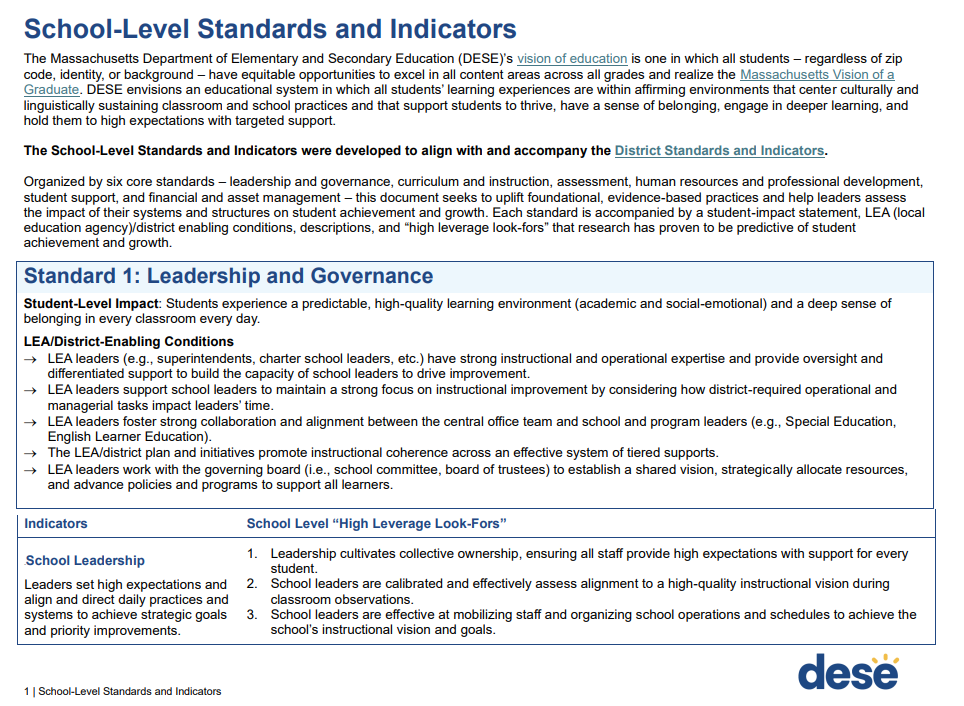 School-Level Standards and Indicators
The Massachusetts Department of Elementary and Secondary Education (DESE)’s vision of education is one in which all students – regardless of zip
code, identity, or background – have equitable opportunities to excel in all content areas across all grades and realize the Massachusetts Vision of a
Graduate. DESE envisions an educational system in which all students’ learning experiences are within affirming environments that center culturally and
linguistically sustaining classroom and school practices and that support students to thrive, have a sense of belonging, engage in deeper learning, and
hold them to high expectations with targeted support.
The School-Level Standards and Indicators were developed to align with and accompany the District Standards and Indicators.
Organized by six core standards – leadership and governance, curriculum and instruction, assessment, human resources and professional development,
student support, and financial and asset management – this document seeks to uplift foundational, evidence-based practices and help leaders assess
the impact of their systems and structures on student achievement and growth. Each standard is accompanied by a student-impact statement, LEA (local
education agency)/district enabling conditions, descriptions, and “high leverage look-fors” that research has proven to be predictive of student
achievement and growth.
Standard 1: Leadership and Governance
Student-Level Impact: Students experience a predictable, high-quality learning environment (academic and social-emotional) and a deep sense of
belonging in every classroom every day.
LEA/District-Enabling Conditions
→ LEA leaders (e.g., superintendents, charter school leaders, etc.) have strong instructional and operational expertise and provide oversight and
differentiated support to build the capacity of school leaders to drive improvement.
→ LEA leaders support school leaders to maintain a strong focus on instructional improvement by considering how district-required operational and
managerial tasks impact leaders’ time.
→ LEA leaders foster strong collaboration and alignment between the central office team and school and program leaders (e.g., Special Education,
English Learner Education).
→ The LEA/district plan and initiatives promote instructional coherence across an effective system of tiered supports.
→ LEA leaders work with the governing board (i.e., school committee, board of trustees) to establish a shared vision, strategically allocate resources,
and advance policies and programs to support all learners.
Indicators
School Level “High Leverage Look-Fors”
School Leadership
Leaders set high expectations and
align and direct daily practices and
systems to achieve strategic goals
and priority improvements.
1. Leadership cultivates collective ownership, ensuring all staff provide high expectations with support for every
student.
2. School leaders are calibrated and effectively assess alignment to a high-quality instructional vision during
classroom observations.
3. School leaders are effective at mobilizing staff and organizing school operations and schedules to achieve the
school’s instructional vision and goals.
dese
1 | School-Level Standards and Indicators